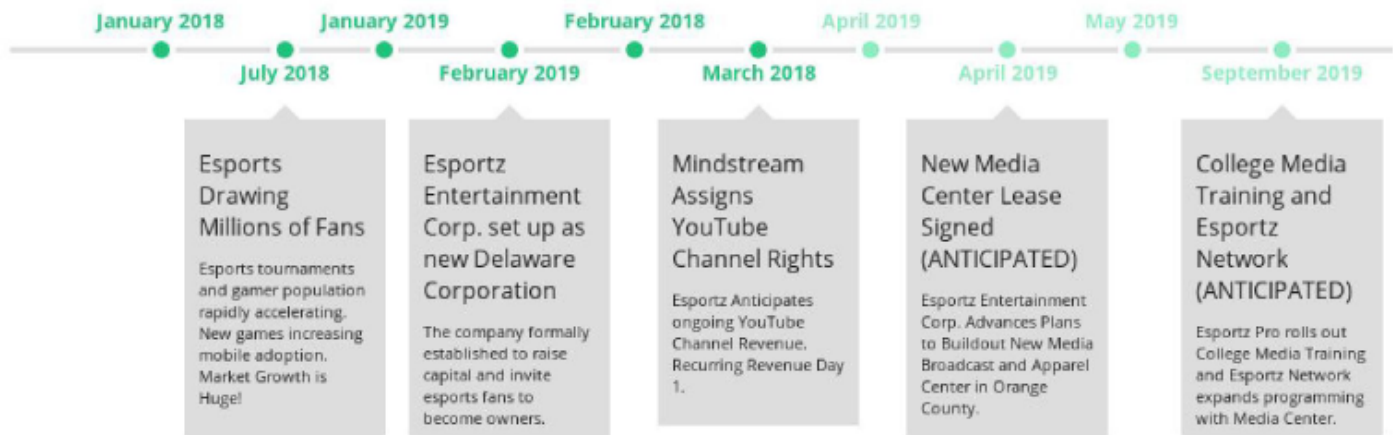 January 2018
January 2019
February 2018
April 2019
May 2019
July 2018
February 2019
March 2018
April 2019
September 2019
Esports
Drawing
Millions of Fans
Esports tournaments
and gamer population
rapidly accelerating.
New games increasing
mobile adoption.
Market Growth is
Huge!
Esportz
Entertainment
Corp. set up as
new Delaware
Corporation
The company formally
established to raise
capital and invite
esports fans to
become owners.
Mindstream
Assigns
YouTube
Channel Rights
Esportz Anticipates
ongoing YouTube
Channel Revenue.
Recurring Revenue Day
1.
New Media
Center Lease
Signed
(ANTICIPATED)
Esportz Entertainment
Corp. Advances Plans
to Buildout New Media
Broadcast and Apparel
Center in Orange
County.
College Media
Training and
Esportz
Network
(ANTICIPATED)
Esportz Pro rolls out
College Media Training
and Esportz Network
expands programming
with Media Center.